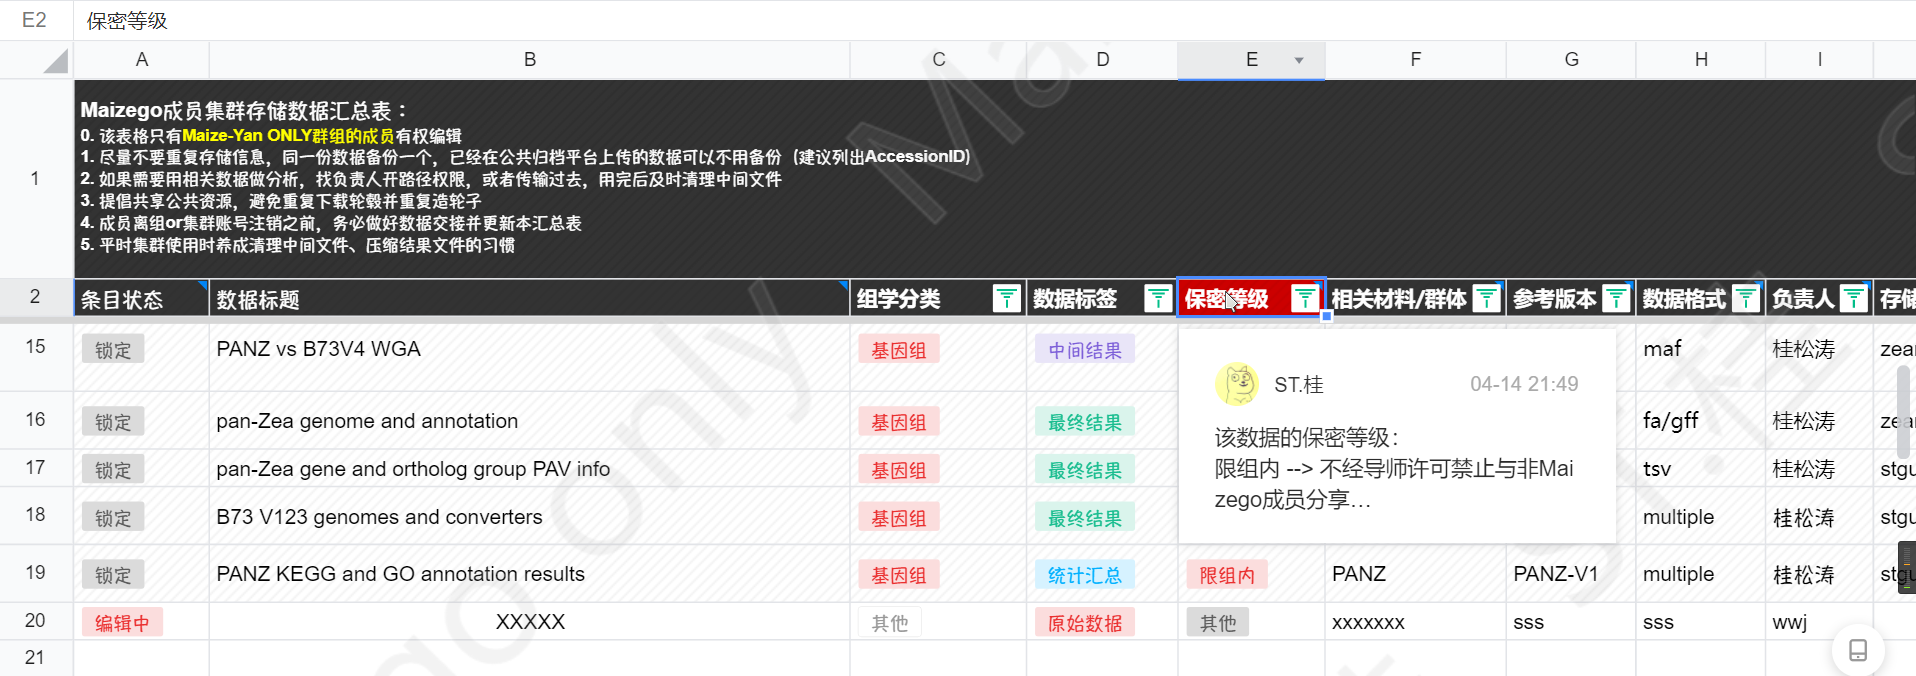 E2 保密等级
A B C D E F G H I
1
Maizego成员集群存储数据汇总表：
0. 该表格只有Maize-Yan ONLY群组的成员有权编辑
1. 尽量不要重复存储信息，同一份数据备份一个，已经在公共归档平台上传的数据可以不用备份（建议列出AccessionID）
2. 如果需要用相关数据做分析，找负责人开路径权限，或者传输过去，用完后及时清理中间文件
3. 提倡共享公共资源，避免重复下载轮毂并重复造轮子
4. 成员离组or集群账号注销之前，务必做好数据交接并更新本汇总表
5. 平时集群使用时养成清理中间文件、压缩结果文件的习惯
2 条目状态 数据标题 组学分类 数据标签 保密等级 相关材料/群体 参考版本 数据格式 负责人 存储
15 锁定 PANZ vs B73V4 WGA 基因组 中间结果 maf 桂松涛 zea
16 锁定 pan-Zea genome and annotation 基因组 最终结果 fa/gff 桂松涛 zea
17 锁定 pan-Zea gene and ortholog group PAV info 基因组 最终结果 tsv 桂松涛 stgu
18 锁定 B73 V123 genomes and converters 基因组 最终结果 multiple 桂松涛 stgu
ST.桂 04-14 21:49
该数据的保密等级：
限组内 --> 不经导师许可禁止与非Mai
zego成员分享...
19 锁定 PANZ KEGG and GO annotation results 基因组 统计汇总 限组内 PANZ PANZ-V1 multiple 桂松涛 stgu
20 编辑中 XXXXX 其他 原始数据 其他 xxxxxxx sss sss wwj
21